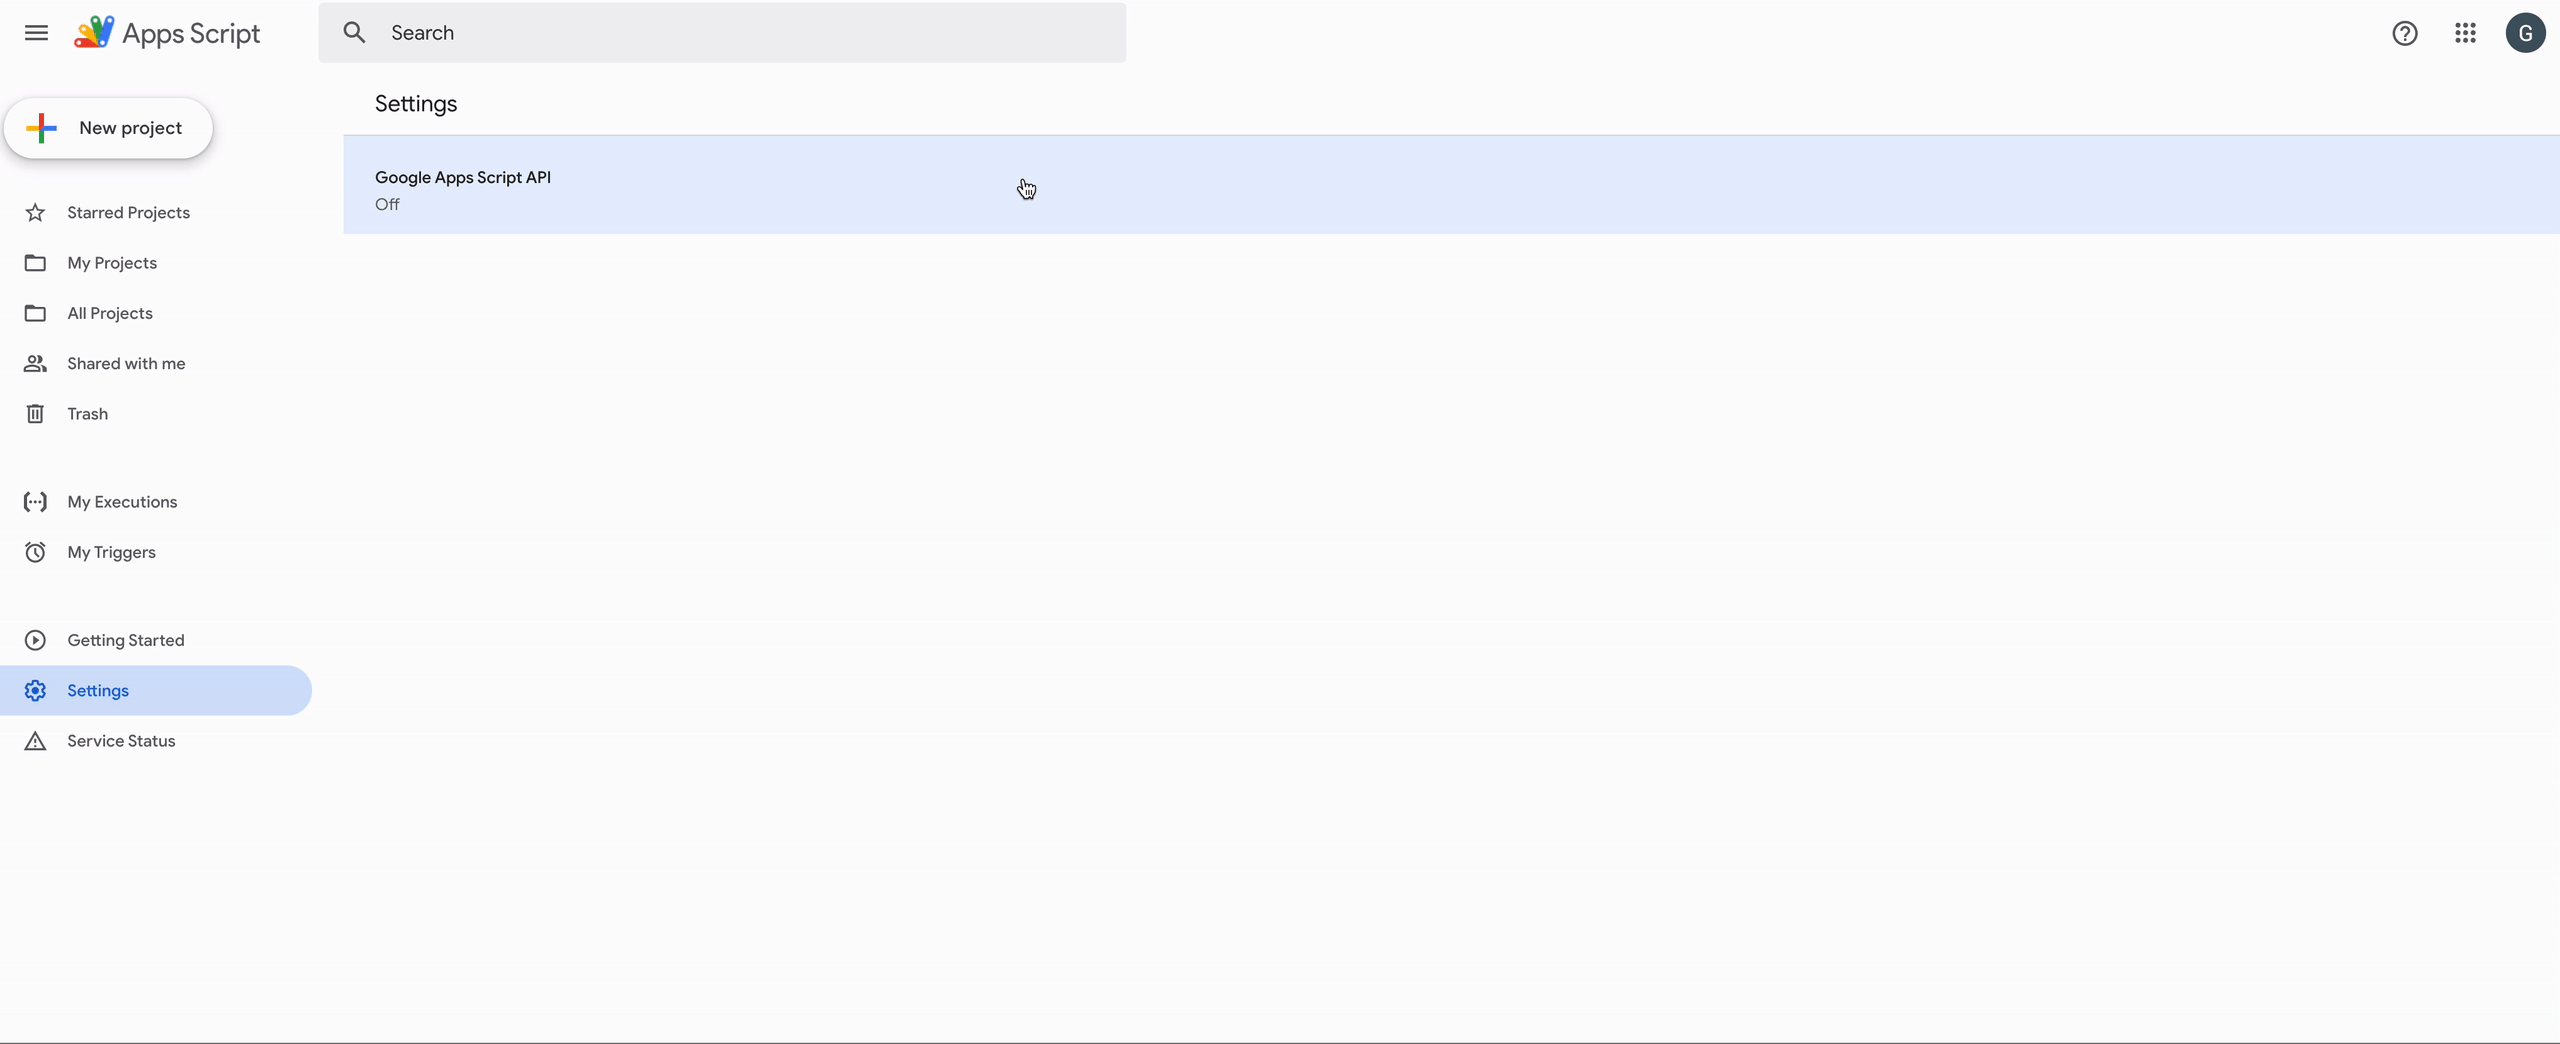 Apps Script
Search
G
New project
Settings
Google Apps Script API
Off
Starred Projects
My Projects
All Projects
Shared with me
Trash
My Executions
My Triggers
Getting Started
Settings
Service Status